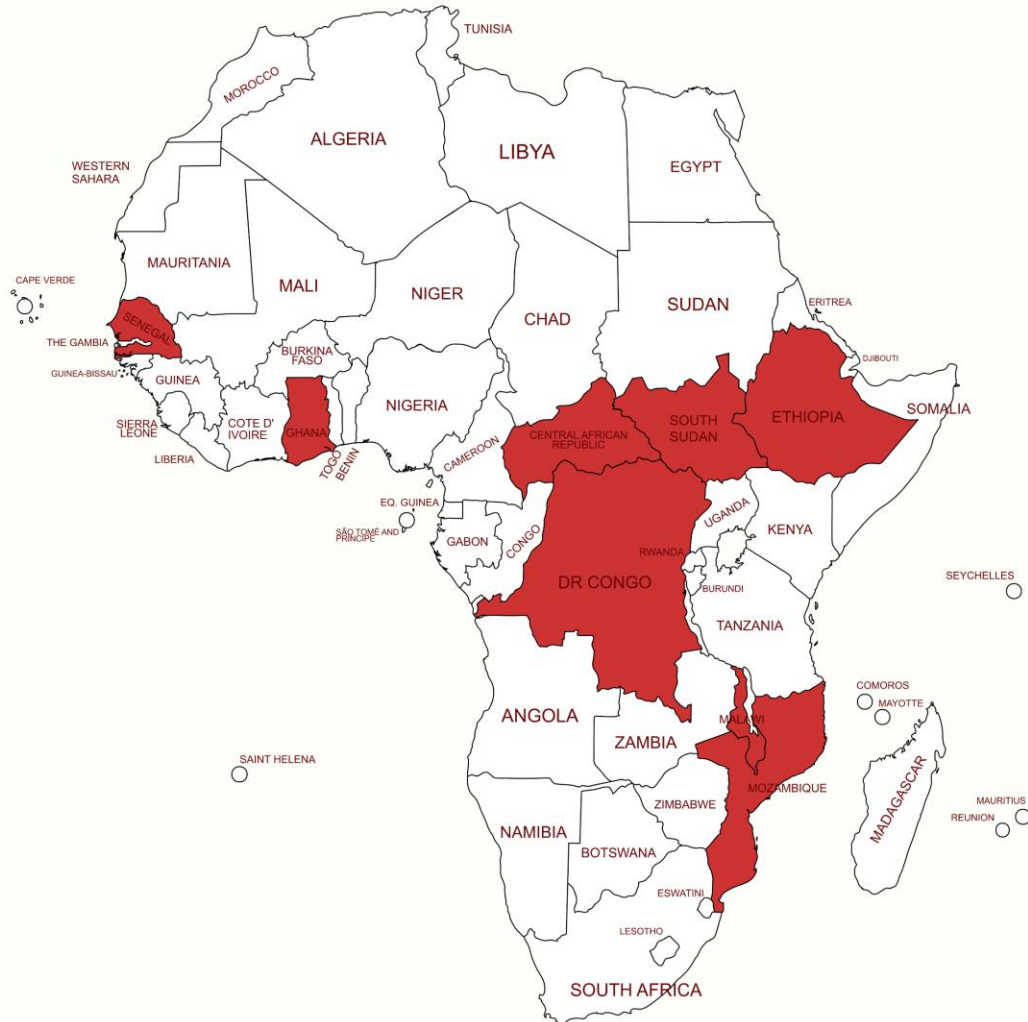 TUNISIA
MOROCCO
ALGERIA
LIBYA
EGYPT
WESTERN
SAHARA
MAURITANIA
MALI
NIGER
CHAD
SUDAN
ERITREA
CAPE VERDE
SENEGAL
THE GAMBIA
GUINEA-BISSAU
GUINEA
BURKINA
FASO
DJIBOUTI
SIERRA
LEONE
LIBERIA
COTE D'
IVOIRE
GHANA
TOGO
BENIN
NIGERIA
CAMEROON
CENTRAL AFRICAN
REPUBLIC
SOUTH
SUDAN
ETHIOPIA
SOMALIA
EQ. GUINEA
SÃO TOMÉ AND
PRINCIPE
GABON
CONGO
DR CONGO
UGANDA
KENYA
RWANDA
BURUNDI
TANZANIA
SEYCHELLES
COMOROS
MAYOTTE
ANGOLA
ZAMBIA
MALAWI
MOZAMBIQUE
SAINT HELENA
ZIMBABWE
MADAGASCAR
MAURITIUS
REUNION
NAMIBIA
BOTSWANA
ESWATINI
LESOTHO
SOUTH AFRICA